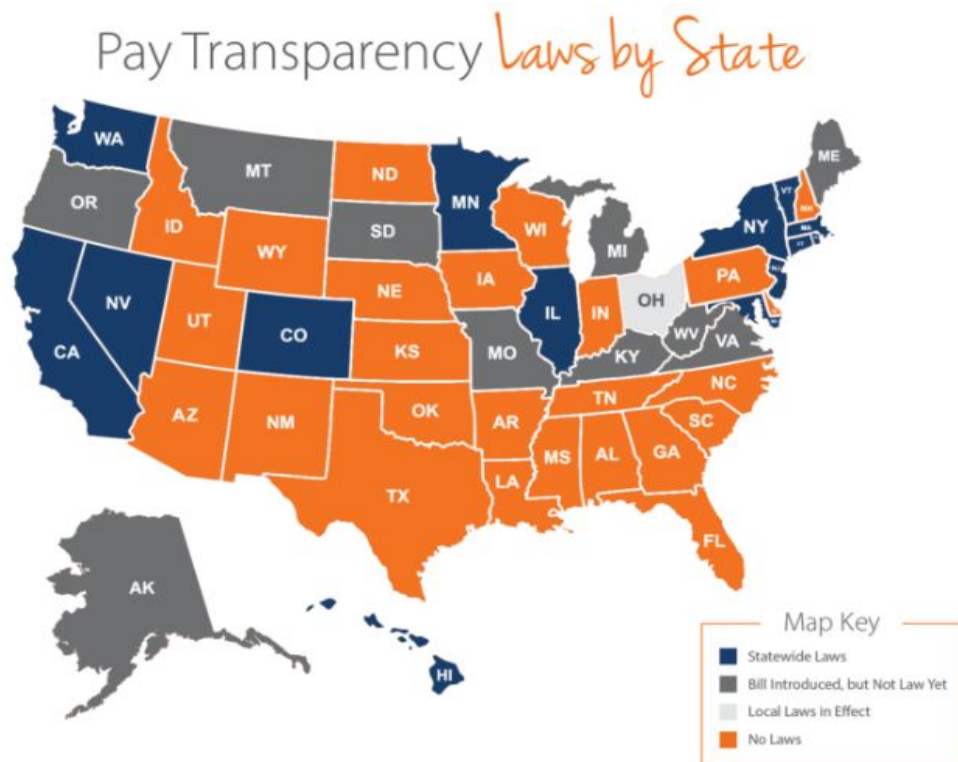 Pay Transparency Laws by State
WA
MT
ND
MN
ME
OR
ID
SD
WI
MI
VT
NH
NY
MA
CT
WY
IA
NE
PA
NJ
NV
UT
CO
IL
IN
OH
WV
VA
CA
KS
MO
KY
AZ
NM
OK
AR
TN
NC
SC
MS
AL
GA
LA
TX
FL
AK
HI
Map Key
Statewide Laws
Bill Introduced, but Not Law Yet
Local Laws in Effect
No Laws